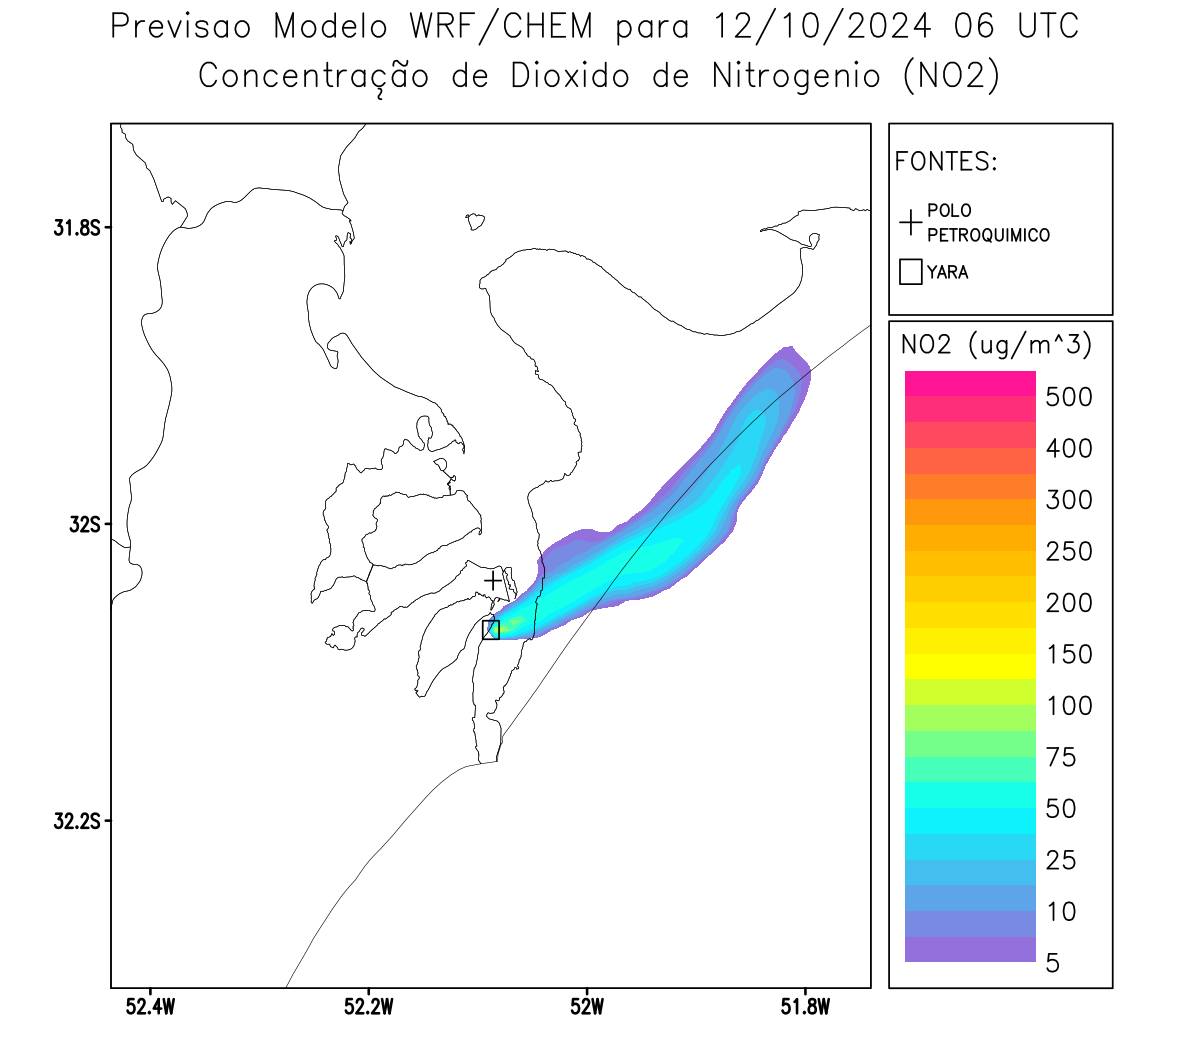 Previsao Modelo WRF/CHEM para 12/10/2024 06 UTC
Concentração de Dioxido de Nitrogenio (NO2)
FONTES:
POLO
PETROQUIMICO
YARA
31.8S
32S
32.2S
52.4W
52.2W
52W
51.8W
NO2 (ug/m^3)
500
400
300
250
200
150
100
75
50
25
10
5